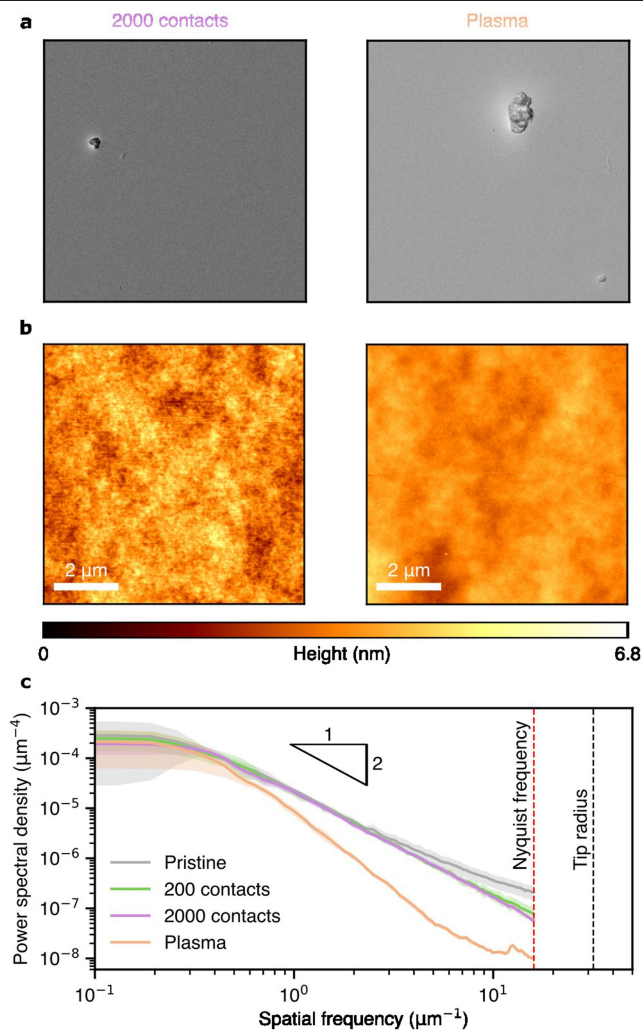 a
2000 contacts
Plasma
b
2 µm
2 µm
0
Height (nm)
6.8
c
Power spectral density (µm⁻⁴)
10⁻³
10⁻⁴
10⁻⁵
10⁻⁶
10⁻⁷
10⁻⁸
1
2
Nyquist frequency
Tip radius
Pristine
200 contacts
2000 contacts
Plasma
10⁻¹
10⁰
10¹
Spatial frequency (µm⁻¹)